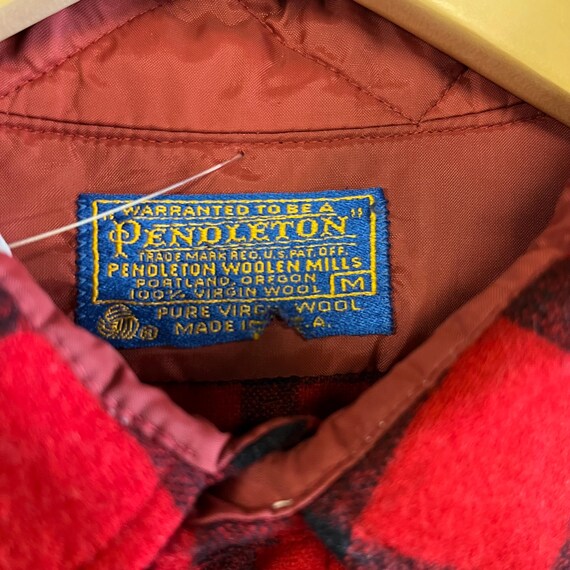 "WARRANTED TO BE A"
PENDLETON
TRADE MARK REG. U.S. PAT. OFF.
PENDLETON WOOLEN MILLS
PORTLAND, OREGON
100% VIRGIN WOOL M
PURE VIRGIN WOOL
® MADE IN U.S.A.